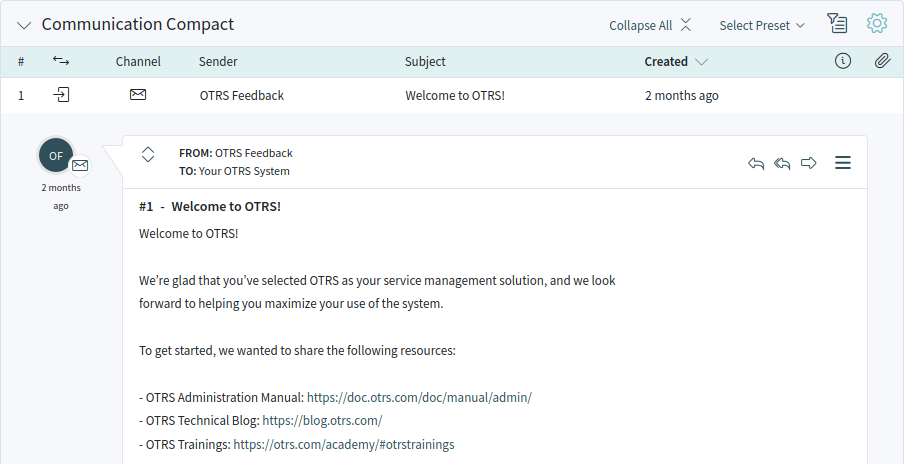 Communication Compact
Collapse All
Select Preset
# Channel Sender Subject Created
1 OTRS Feedback Welcome to OTRS! 2 months ago
OF
2 months
ago
FROM: OTRS Feedback
TO: Your OTRS System
#1 - Welcome to OTRS!
Welcome to OTRS!
We’re glad that you’ve selected OTRS as your service management solution, and we look
forward to helping you maximize your use of the system.
To get started, we wanted to share the following resources:
- OTRS Administration Manual: https://doc.otrs.com/doc/manual/admin/
- OTRS Technical Blog: https://blog.otrs.com/
- OTRS Trainings: https://otrs.com/academy/#otrstrainings